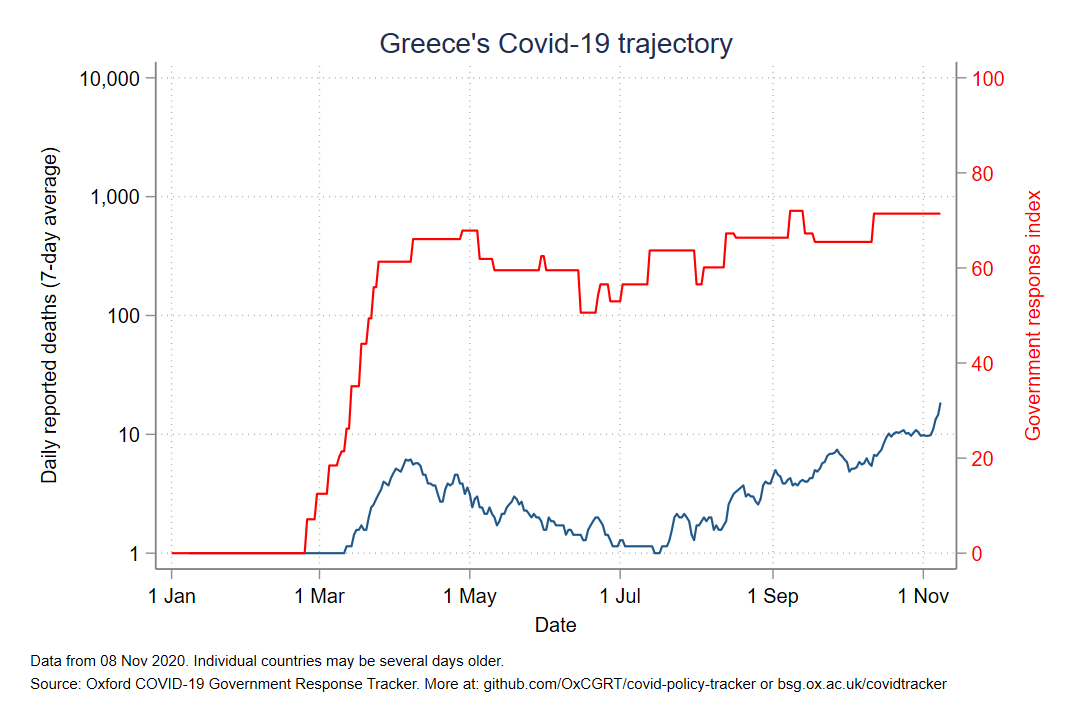 Greece's Covid-19 trajectory
10,000
1,000
100
10
1
Daily reported deaths (7-day average)
100
80
60
40
20
0
Government response index
1 Jan
1 Mar
1 May
1 Jul
1 Sep
1 Nov
Date
Data from 08 Nov 2020. Individual countries may be several days older.
Source: Oxford COVID-19 Government Response Tracker. More at: github.com/OxCGRT/covid-policy-tracker or bsg.ox.ac.uk/covidtracker